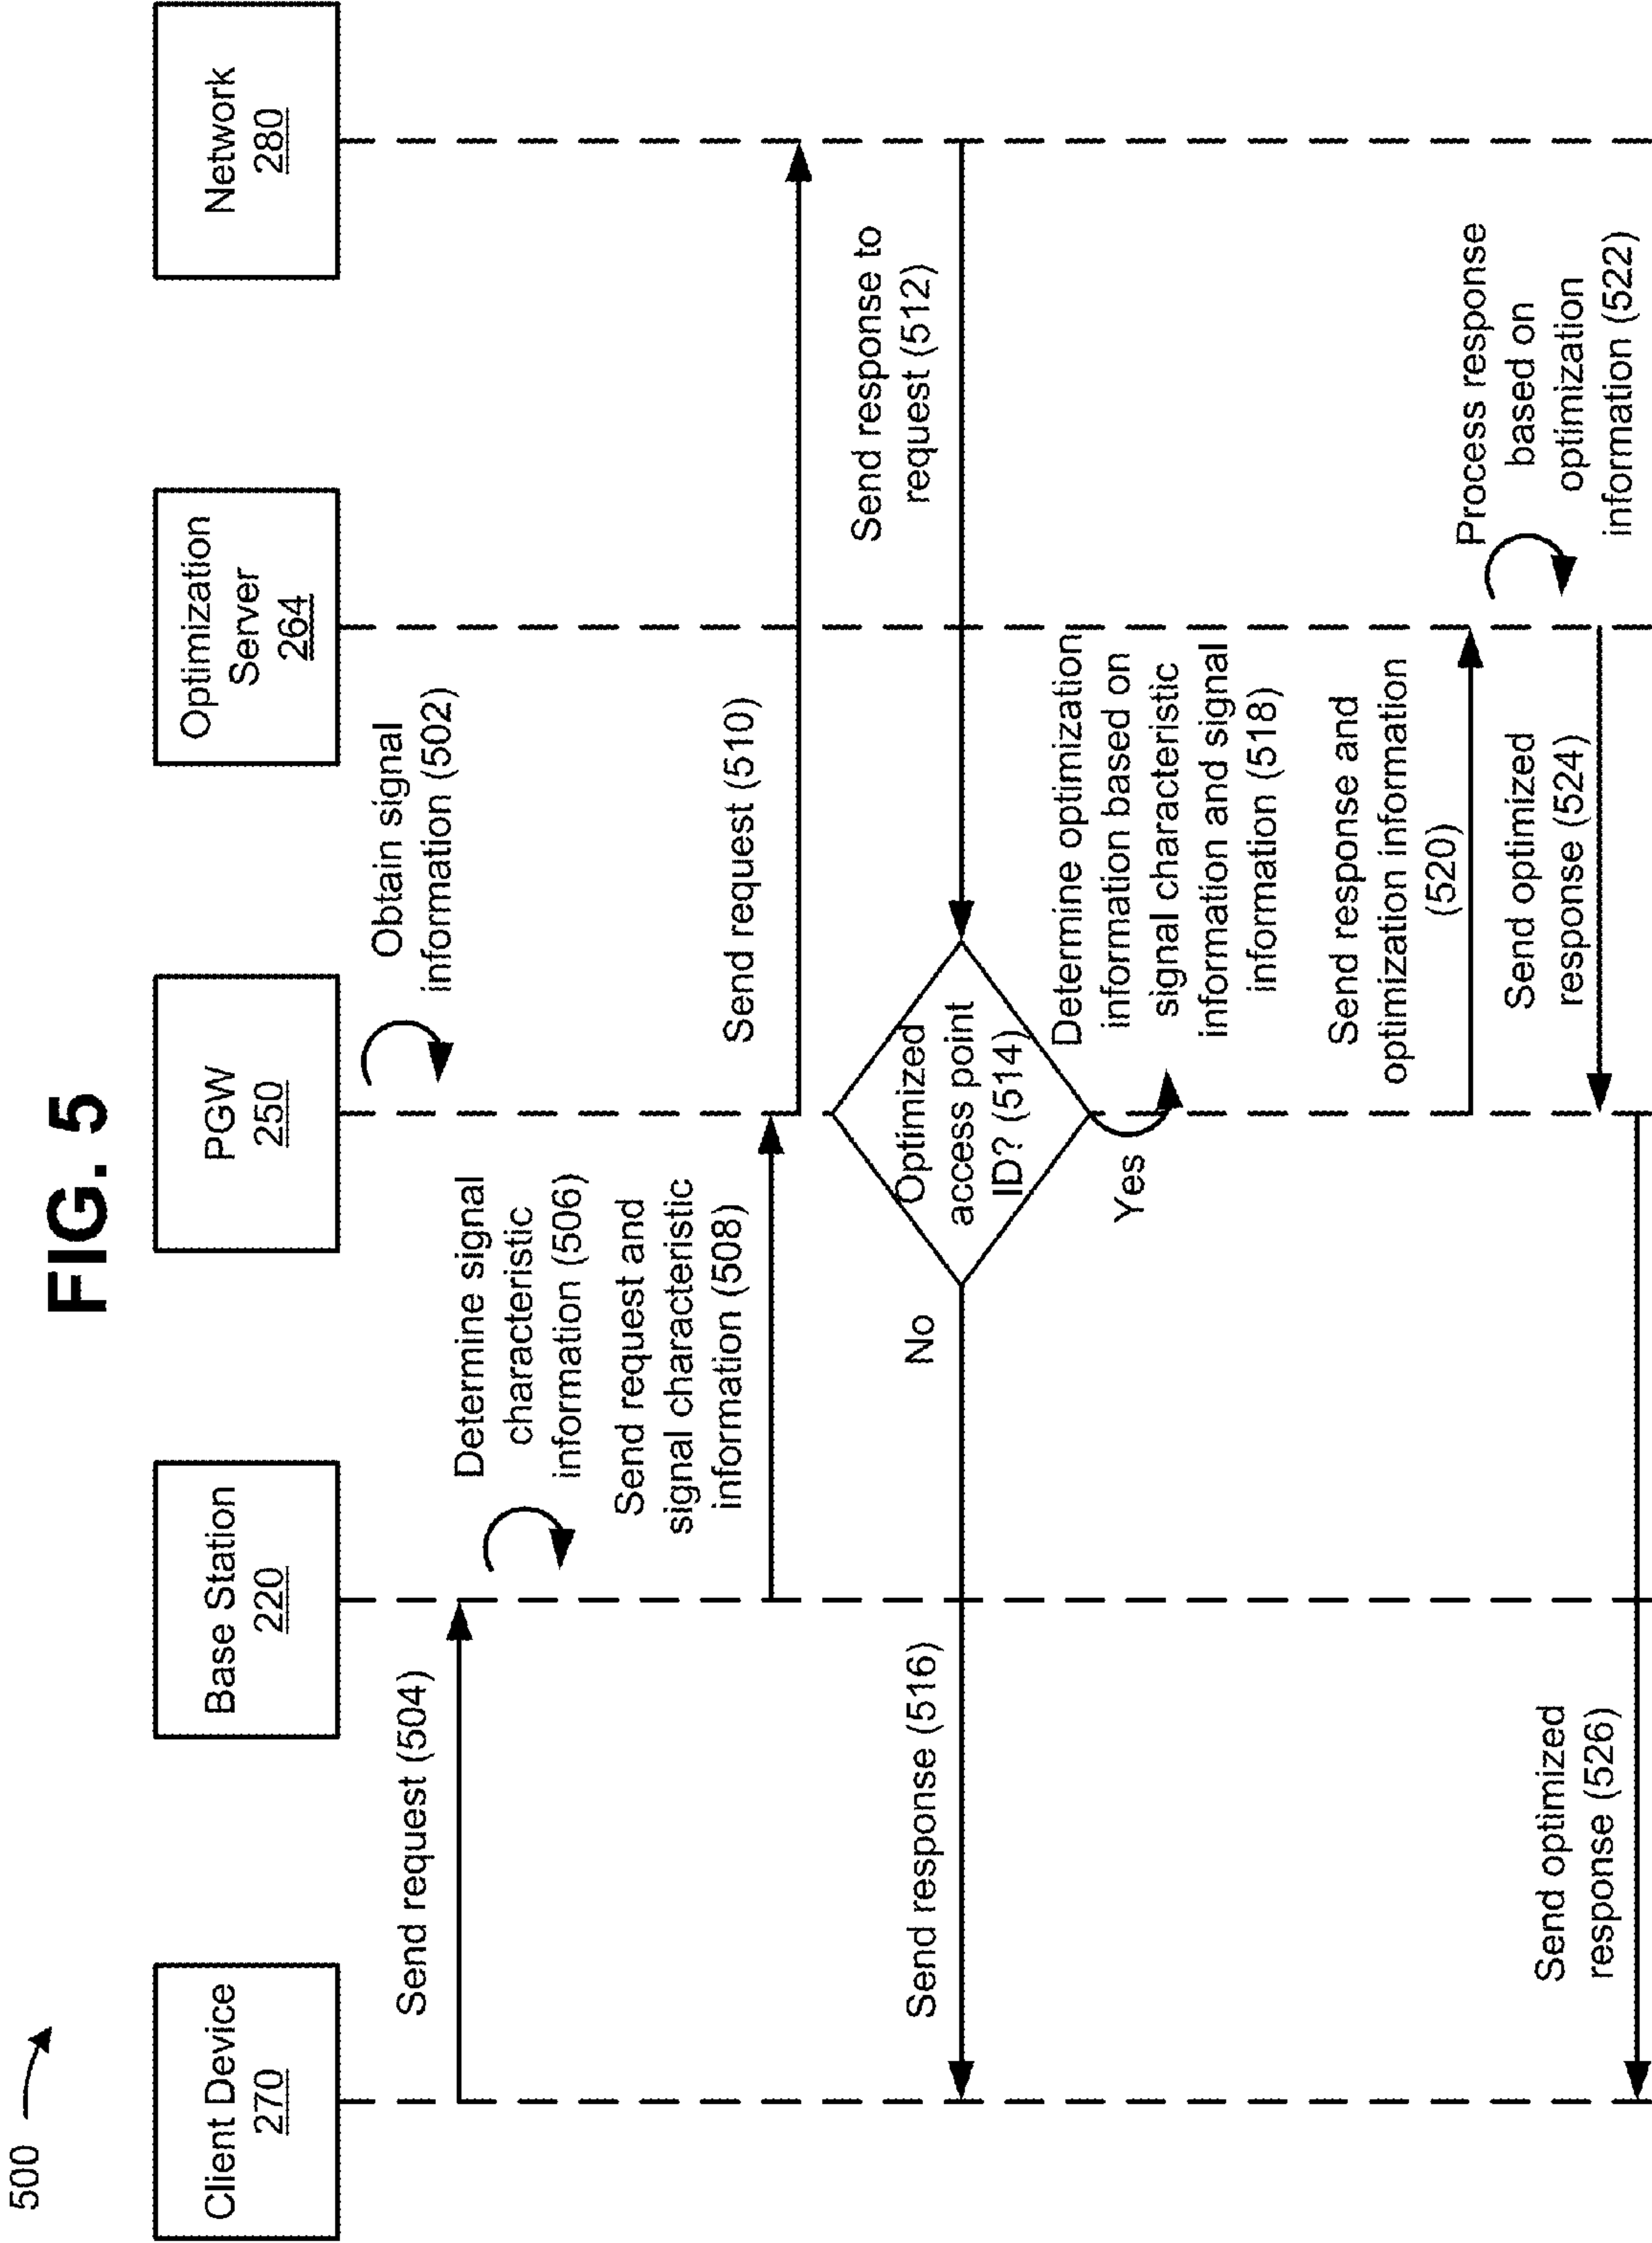 500
FIG. 5
Client Device
270
Base Station
220
PGW
250
Optimization
Server
264
Network
280
Obtain signal
information (502)
Send request (504)
Determine signal
characteristic
information (506)
Send request and
signal characteristic
information (508)
Send request (510)
Send response to
request (512)
Optimized
access point
ID? (514)
No
Send response (516)
Yes
Determine optimization
information based on
signal characteristic
information and signal
information (518)
Send response and
optimization information
(520)
Process response
based on
optimization
information (522)
Send optimized
response (524)
Send optimized
response (526)